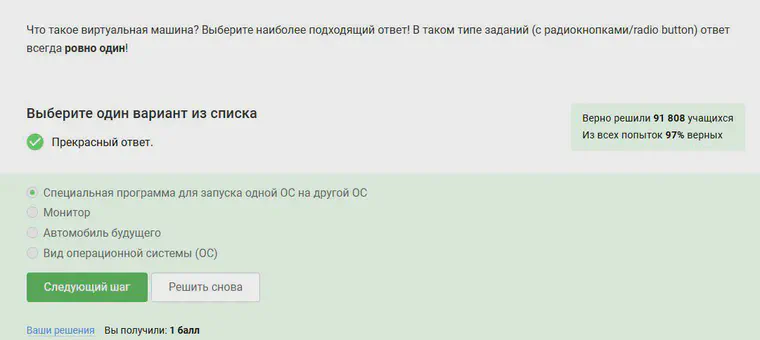 Что такое виртуальная машина? Выберите наиболее подходящий ответ! В таком типе заданий (с радиокнопками/radio button) ответ
всегда ровно один!
Выберите один вариант из списка
Прекрасный ответ.
Верно решили 91 808 учащихся
Из всех попыток 97% верных
Специальная программа для запуска одной ОС на другой ОС
Монитор
Автомобиль будущего
Вид операционной системы (ОС)
Следующий шаг
Решить снова
Ваши решения Вы получили: 1 балл